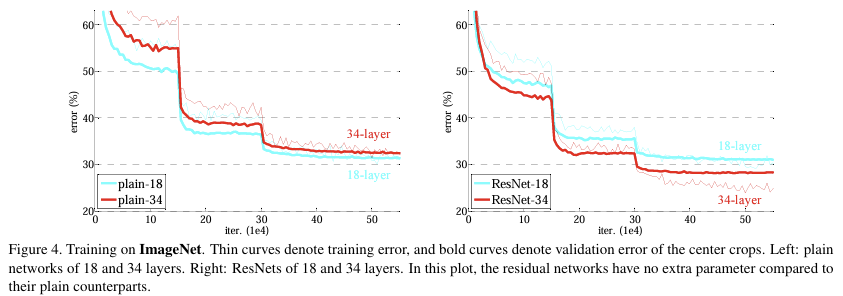 60
50
40
30
20
error (%)
0 10 20 30 40 50
iter. (1e4)
34-layer
18-layer
plain-18
plain-34
60
50
40
30
20
error (%)
0 10 20 30 40 50
iter. (1e4)
18-layer
34-layer
ResNet-18
ResNet-34
Figure 4. Training on ImageNet. Thin curves denote training error, and bold curves denote validation error of the center crops. Left: plain
networks of 18 and 34 layers. Right: ResNets of 18 and 34 layers. In this plot, the residual networks have no extra parameter compared to
their plain counterparts.